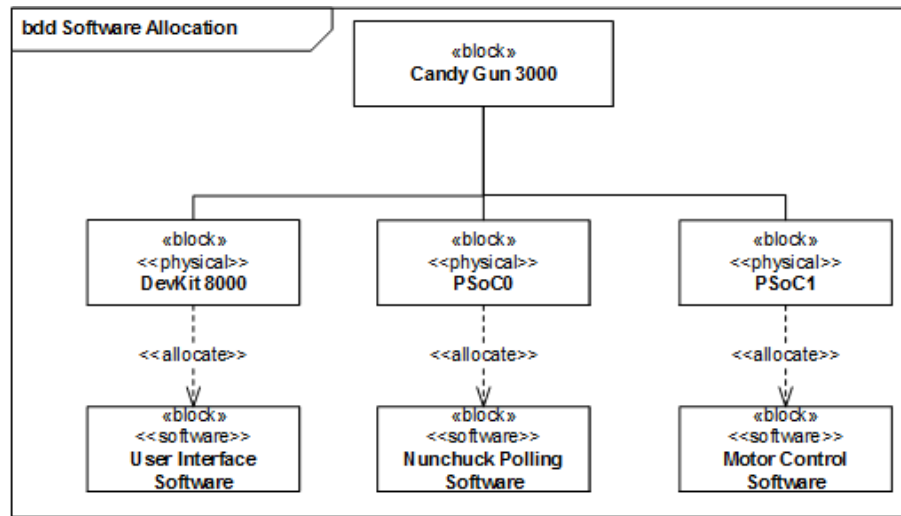 bdd Software Allocation
«block»
Candy Gun 3000
«block»
<<physical>>
DevKit 8000
«block»
<<physical>>
PSoC0
«block»
<<physical>>
PSoC1
<<allocate>>
<<allocate>>
<<allocate>>
«block»
<<software>>
User Interface
Software
«block»
<<software>>
Nunchuck Polling
Software
«block»
<<software>>
Motor Control
Software